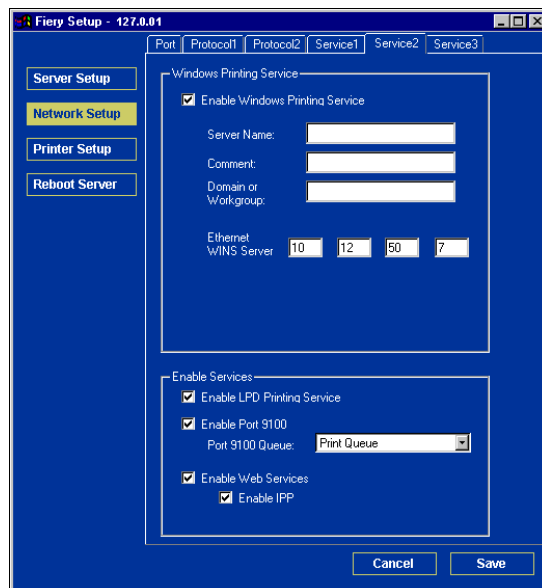 Fiery Setup - 127.0.01
Port Protocol1 Protocol2 Service1 Service2 Service3
Server Setup
Network Setup
Printer Setup
Reboot Server
Windows Printing Service
Enable Windows Printing Service
Server Name:
Comment:
Domain or
Workgroup:
Ethernet
WINS Server 10 12 50 7
Enable Services
Enable LPD Printing Service
Enable Port 9100
Port 9100 Queue: Print Queue
Enable Web Services
Enable IPP
Cancel Save